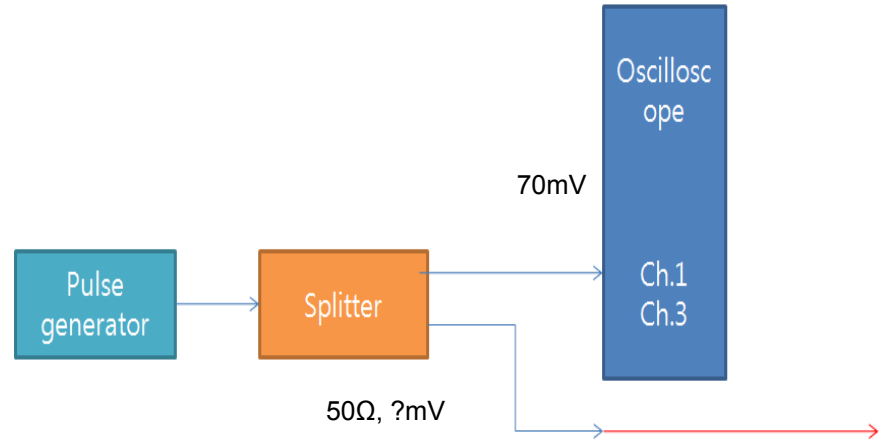 Oscillosc
ope
70mV
Ch.1
Ch.3
Pulse
generator
Splitter
50Ω, ?mV